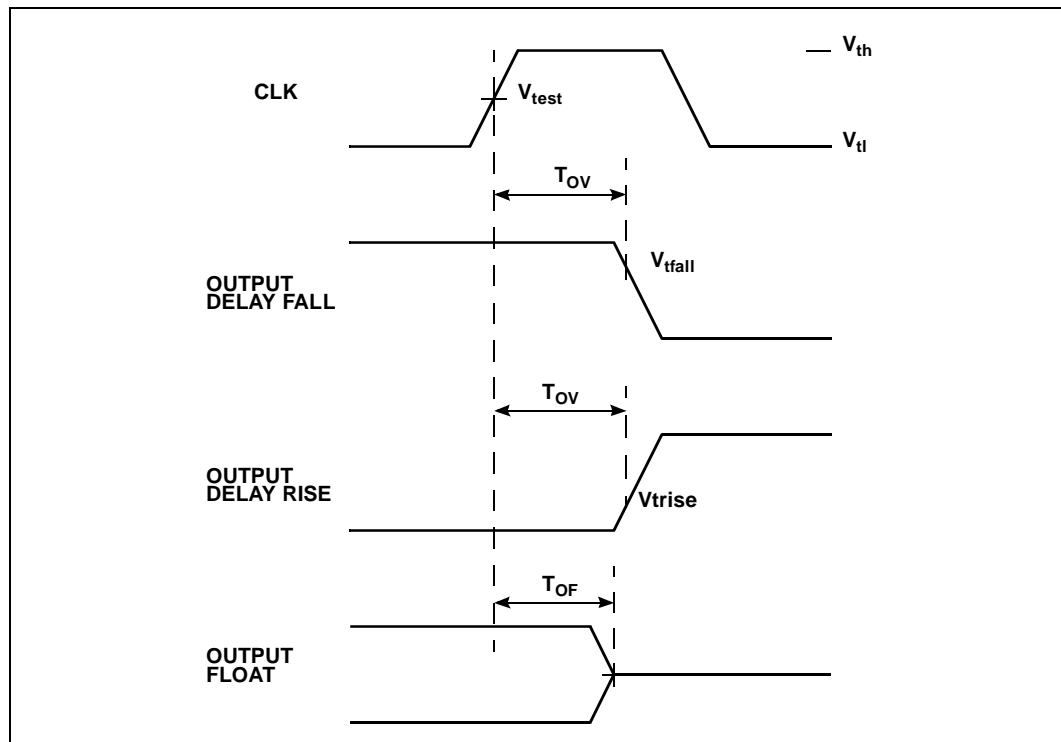 V_th
CLK
V_test
V_tl
T_OV
V_tfall
OUTPUT
DELAY FALL
T_OV
OUTPUT
DELAY RISE
Vtrise
T_OF
OUTPUT
FLOAT